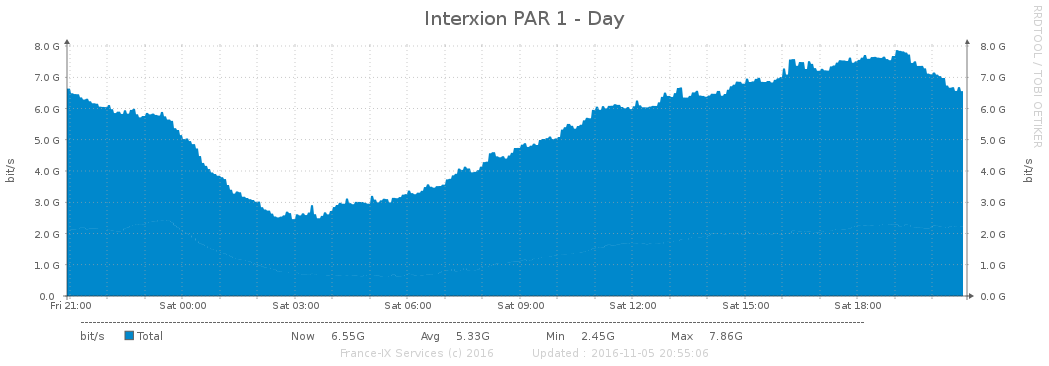 Interxion PAR 1 - Day
RRDTOOL / TOBI OETIKER
8.0 G 8.0 G
7.0 G 7.0 G
6.0 G 6.0 G
5.0 G 5.0 G
4.0 G 4.0 G
3.0 G 3.0 G
2.0 G 2.0 G
1.0 G 1.0 G
0.0 0.0 G
bit/s bit/s
Fri 21:00 Sat 00:00 Sat 03:00 Sat 06:00 Sat 09:00 Sat 12:00 Sat 15:00 Sat 18:00
bit/s Total Now 6.55G Avg 5.33G Min 2.45G Max 7.86G
France-IX Services (c) 2016 Updated : 2016-11-05 20:55:06